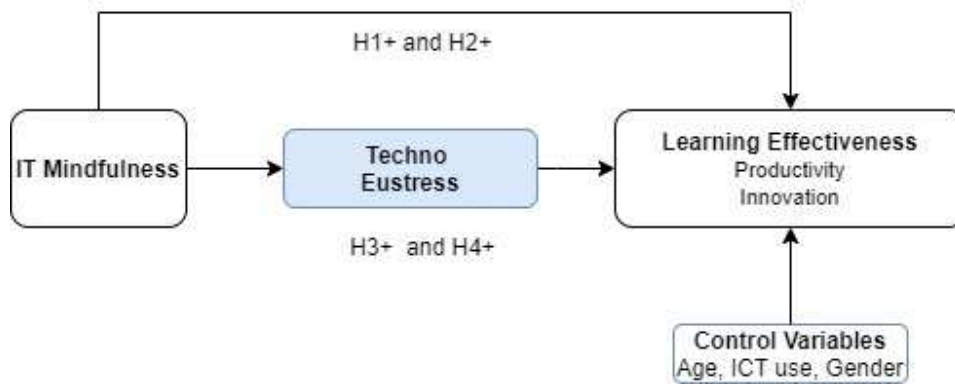 H1+ and H2+
IT Mindfulness
Techno
Eustress
Learning Effectiveness
Productivity
Innovation
H3+ and H4+
Control Variables
Age, ICT use, Gender